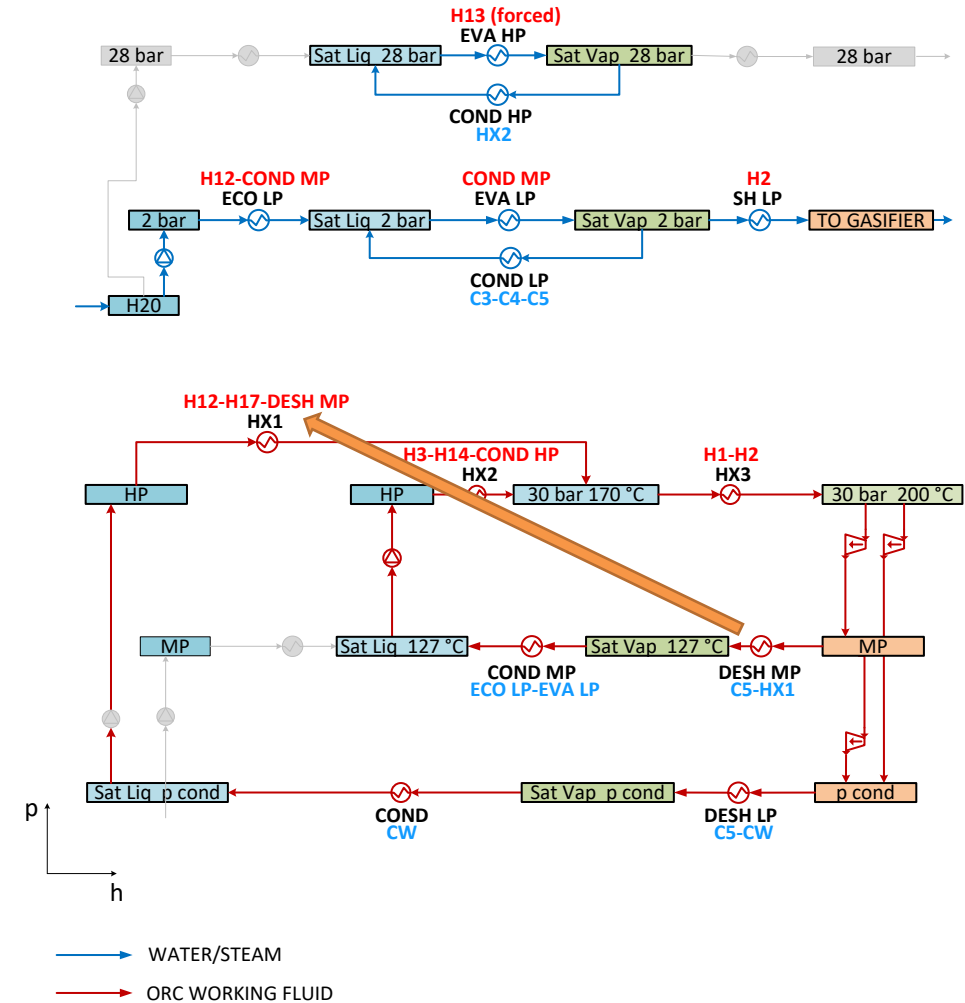 H13 (forced)
EVA HP
28 bar
Sat Liq 28 bar
Sat Vap 28 bar
28 bar
COND HP
HX2
H12-COND MP
ECO LP
COND MP
EVA LP
H2
SH LP
2 bar
Sat Liq 2 bar
Sat Vap 2 bar
TO GASIFIER
COND LP
C3-C4-C5
H20
H12-H17-DESH MP
HX1
H3-H14-COND HP
HX2
H1-H2
HX3
HP
HP
30 bar 170 °C
30 bar 200 °C
MP
Sat Liq 127 °C
Sat Vap 127 °C
MP
COND MP
ECO LP-EVA LP
DESH MP
C5-HX1
Sat Liq p cond
Sat Vap p cond
p cond
COND
CW
DESH LP
C5-CW
p
h
WATER/STEAM
ORC WORKING FLUID